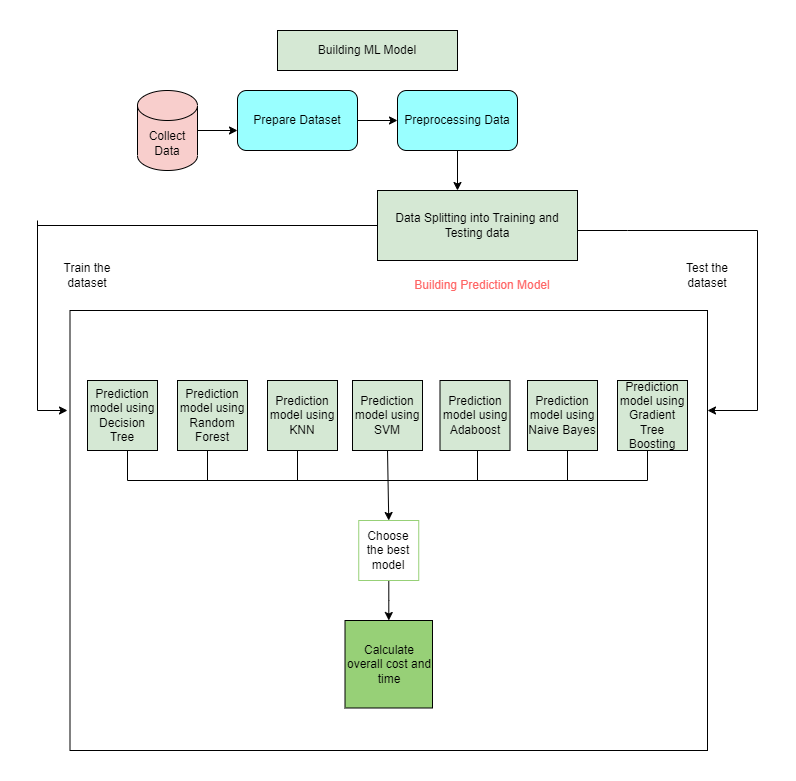 Building ML Model
Collect
Data
Prepare Dataset
Preprocessing Data
Data Splitting into Training and
Testing data
Train the
dataset
Test the
dataset
Building Prediction Model
Prediction
model using
Decision
Tree
Prediction
model using
Random
Forest
Prediction
model using
KNN
Prediction
model using
SVM
Prediction
model using
Adaboost
Prediction
model using
Naive Bayes
Prediction
model using
Gradient
Tree
Boosting
Choose
the best
model
Calculate
overall cost and
time